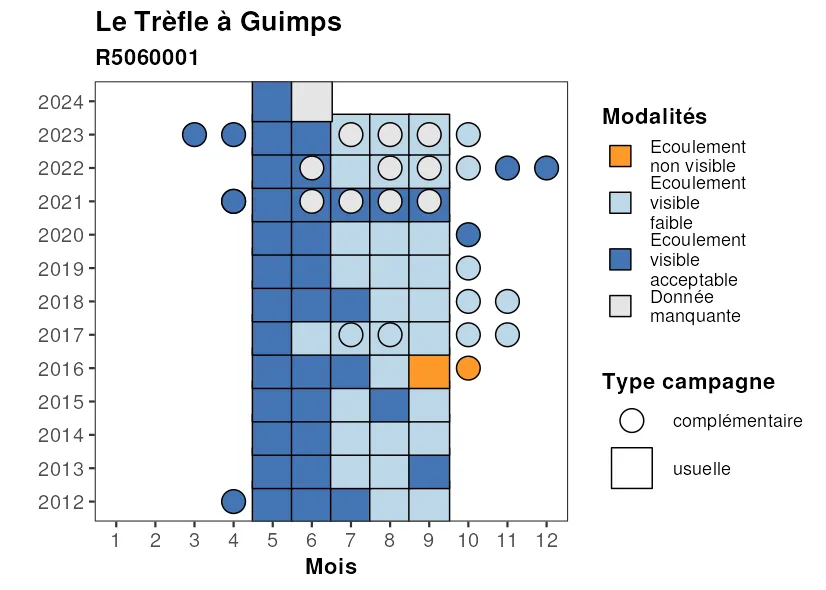 Le Trèfle à Guimps
R5060001
2024
2023
2022
2021
2020
2019
2018
2017
2016
2015
2014
2013
2012
1 2 3 4 5 6 7 8 9 10 11 12
Mois
Modalités
Ecoulement
non visible
Ecoulement
visible
faible
Ecoulement
visible
acceptable
Donnée
manquante
Type campagne
complémentaire
usuelle